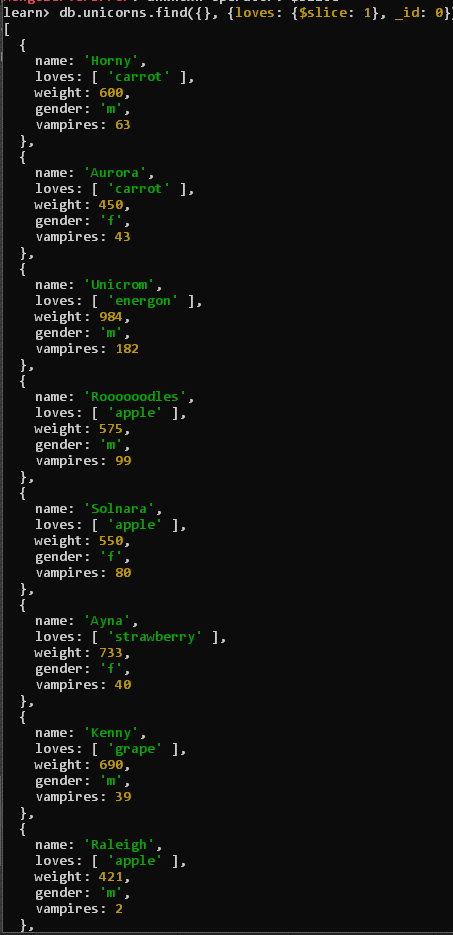 learn> db.unicorns.find({}, {loves: {$slice: 1}, _id: 0}
[
{
name: 'Horny',
loves: [ 'carrot' ],
weight: 600,
gender: 'm',
vampires: 63
},
{
name: 'Aurora',
loves: [ 'carrot' ],
weight: 450,
gender: 'f',
vampires: 43
},
{
name: 'Unicrom',
loves: [ 'energon' ],
weight: 984,
gender: 'm',
vampires: 182
},
{
name: 'Roooooodles',
loves: [ 'apple' ],
weight: 575,
gender: 'm',
vampires: 99
},
{
name: 'Solnara',
loves: [ 'apple' ],
weight: 550,
gender: 'f',
vampires: 80
},
{
name: 'Ayna',
loves: [ 'strawberry' ],
weight: 733,
gender: 'f',
vampires: 40
},
{
name: 'Kenny',
loves: [ 'grape' ],
weight: 690,
gender: 'm',
vampires: 39
},
{
name: 'Raleigh',
loves: [ 'apple' ],
weight: 421,
gender: 'm',
vampires: 2
},